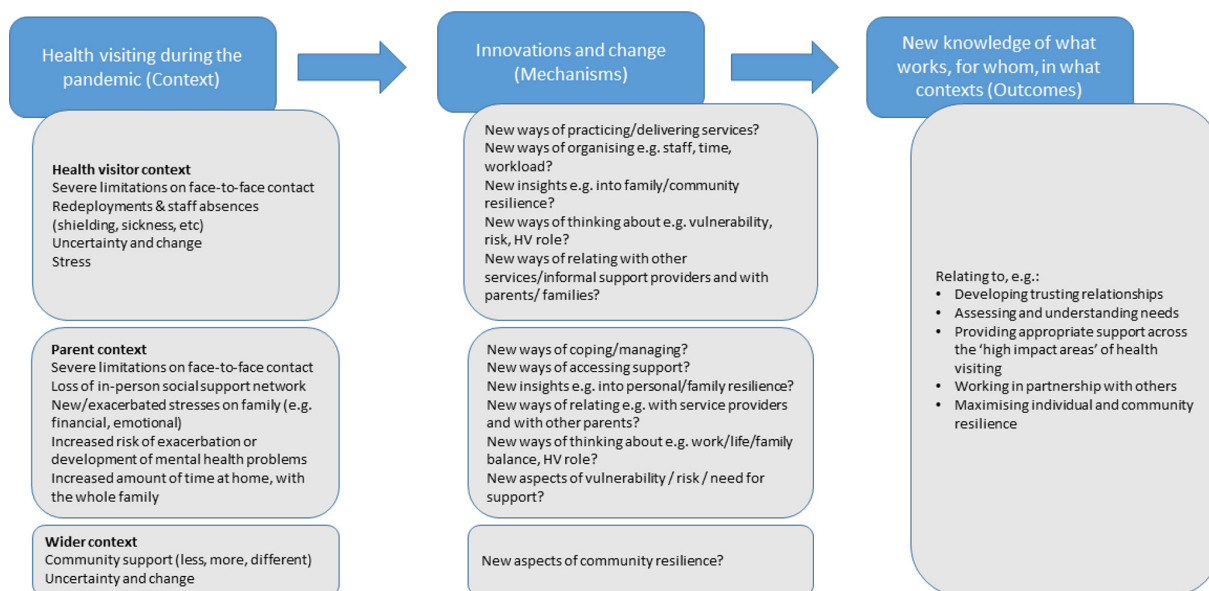 Health visiting during the
pandemic (Context)
Innovations and change
(Mechanisms)
New knowledge of what
works, for whom, in what
contexts (Outcomes)
Health visitor context
Severe limitations on face-to-face contact
Redeployments & staff absences
(shielding, sickness, etc)
Uncertainty and change
Stress
Parent context
Severe limitations on face-to-face contact
Loss of in-person social support network
New/exacerbated stresses on family (e.g.
financial, emotional)
Increased risk of exacerbation or
development of mental health problems
Increased amount of time at home, with
the whole family
Wider context
Community support (less, more, different)
Uncertainty and change
New ways of practicing/delivering services?
New ways of organising e.g. staff, time,
workload?
New insights e.g. into family/community
resilience?
New ways of thinking about e.g. vulnerability,
risk, HV role?
New ways of relating with other
services/informal support providers and with
parents/ families?
New ways of coping/managing?
New ways of accessing support?
New insights e.g. into personal/family resilience?
New ways of relating e.g. with service providers
and with other parents?
New ways of thinking about e.g. work/life/family
balance, HV role?
New aspects of vulnerability / risk / need for
support?
New aspects of community resilience?
Relating to, e.g.:
• Developing trusting relationships
• Assessing and understanding needs
• Providing appropriate support across
the ‘high impact areas’ of health
visiting
• Working in partnership with others
• Maximising individual and community
resilience